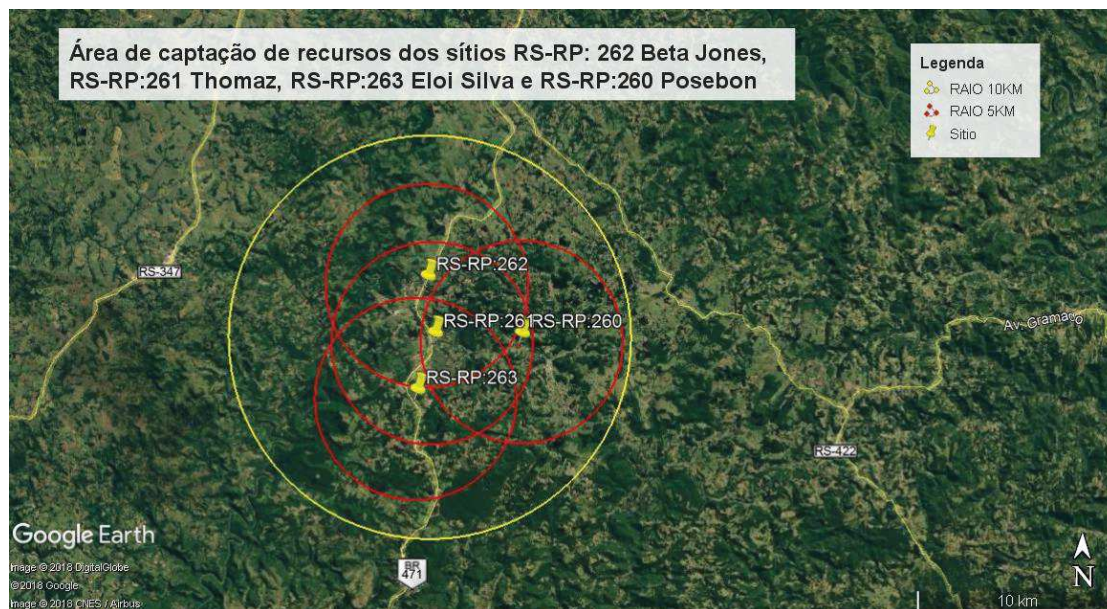 Área de captação de recursos dos sítios RS-RP: 262 Beta Jones,
RS-RP:261 Thomaz, RS-RP:263 Eloi Silva e RS-RP:260 Posebon
Legenda
RAIO 10KM
RAIO 5KM
Sitio
RS-347
RS-RP:262
RS-RP:261
RS-RP:260
Av. Gramado
RS-RP:263
RS-422
Google Earth
Image © 2018 DigitalGlobe
©2018 Google
Image © 2018 CNES / Airbus
BR
471
N
10 km